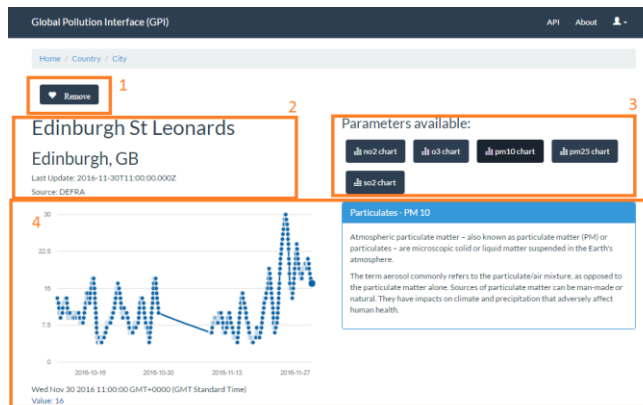 Global Pollution Interface (GPI)
API
About
Home / Country / City
1
Remove
2
3
Edinburgh St Leonards
Edinburgh, GB
Last Update: 2016-11-30T11:00:00.000Z
Source: DEFRA
Parameters available:
no2 chart
o3 chart
pm10 chart
pm25 chart
so2 chart
4
30
22.5
15
7.5
0
2016-10-16
2016-10-30
2016-11-13
2016-11-27
Wed Nov 30 2016 11:00:00 GMT+0000 (GMT Standard Time)
Value: 16
Particulates - PM 10
Atmospheric particulate matter – also known as particulate matter (PM) or
particulates – are microscopic solid or liquid matter suspended in the Earth's
atmosphere.
The term aerosol commonly refers to the particulate/air mixture, as opposed to
the particulate matter alone. Sources of particulate matter can be man-made or
natural. They have impacts on climate and precipitation that adversely affect
human health.